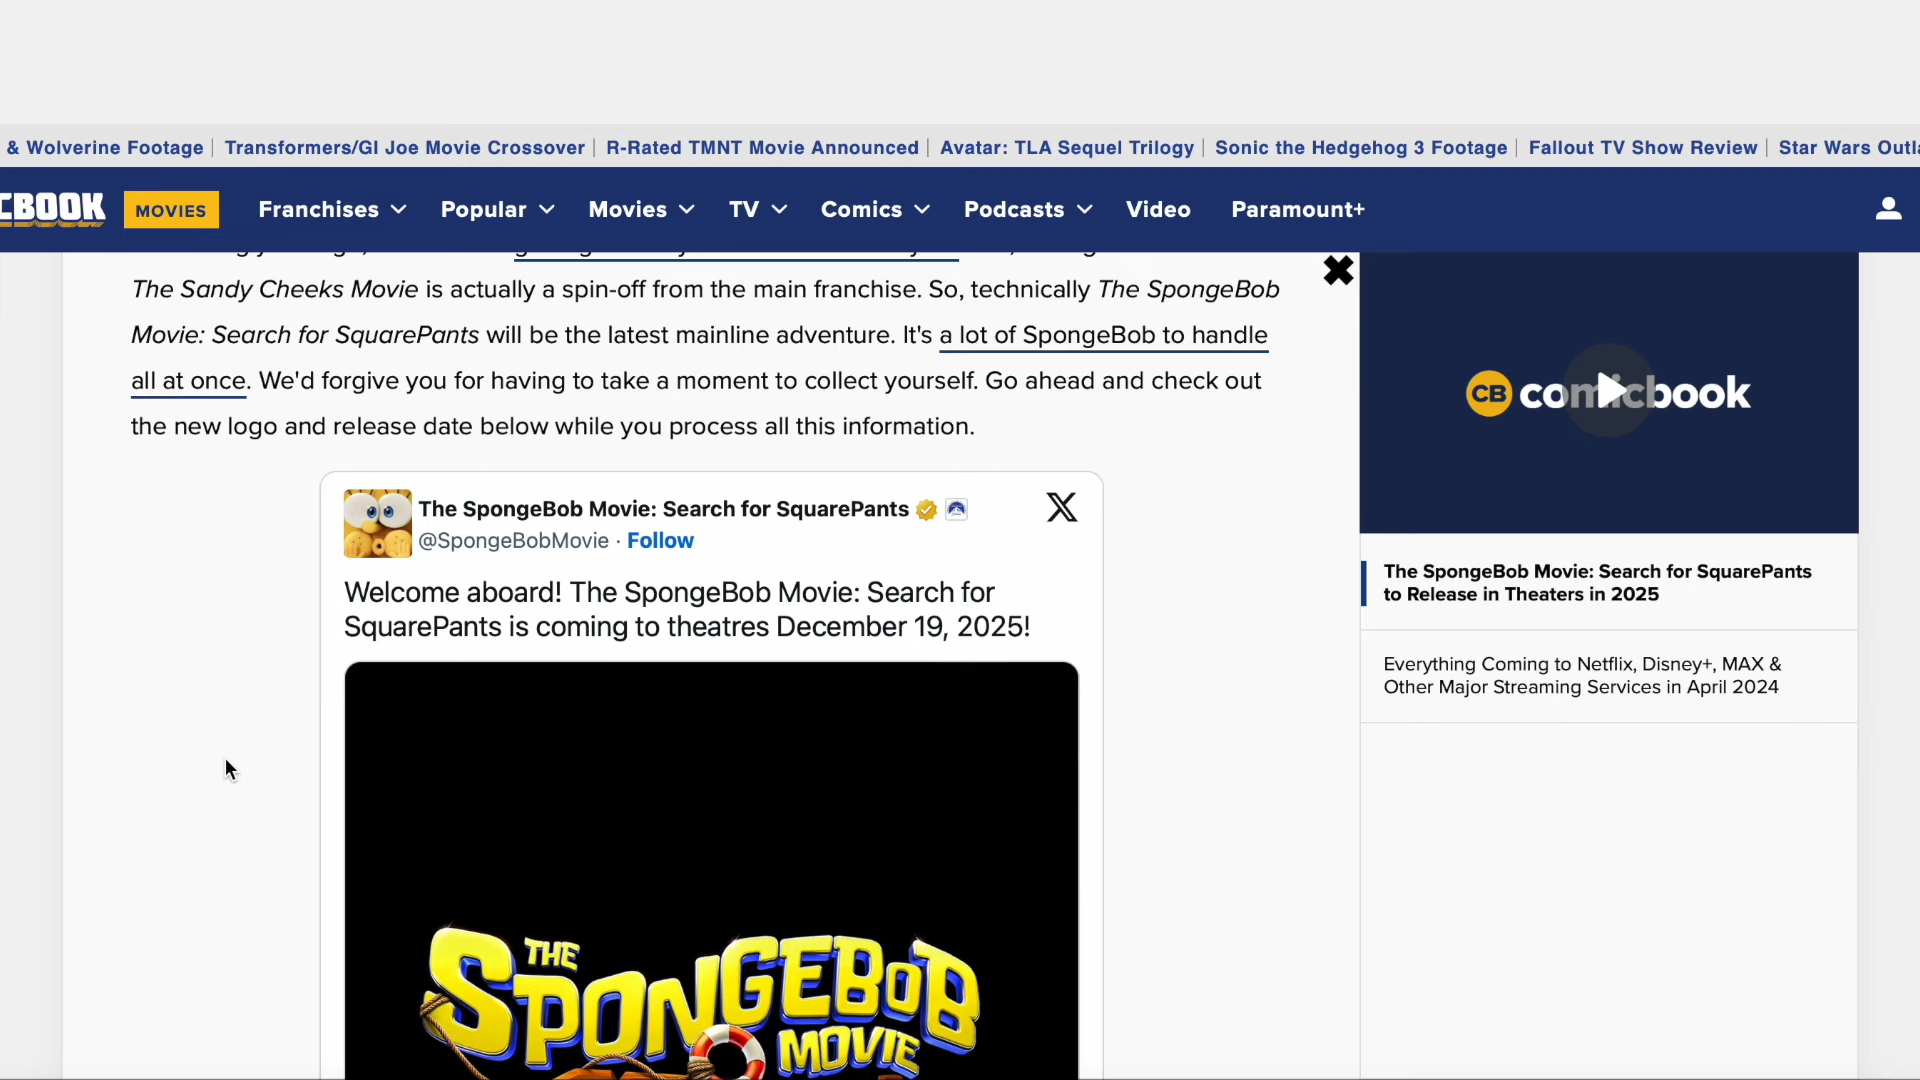 & Wolverine Footage | Transformers/GI Joe Movie Crossover | R-Rated TMNT Movie Announced | Avatar: TLA Sequel Trilogy | Sonic the Hedgehog 3 Footage | Fallout TV Show Review | Star Wars Outla
CBOOK MOVIES Franchises Popular Movies TV Comics Podcasts Video Paramount+
The Sandy Cheeks Movie is actually a spin-off from the main franchise. So, technically The SpongeBob
Movie: Search for SquarePants will be the latest mainline adventure. It's a lot of SpongeBob to handle
all at once. We'd forgive you for having to take a moment to collect yourself. Go ahead and check out
the new logo and release date below while you process all this information.
The SpongeBob Movie: Search for SquarePants
@SpongeBobMovie · Follow
Welcome aboard! The SpongeBob Movie: Search for
SquarePants is coming to theatres December 19, 2025!
THE
SPONGEBOB
MOVIE
CB comicbook
The SpongeBob Movie: Search for SquarePants
to Release in Theaters in 2025
Everything Coming to Netflix, Disney+, MAX &
Other Major Streaming Services in April 2024